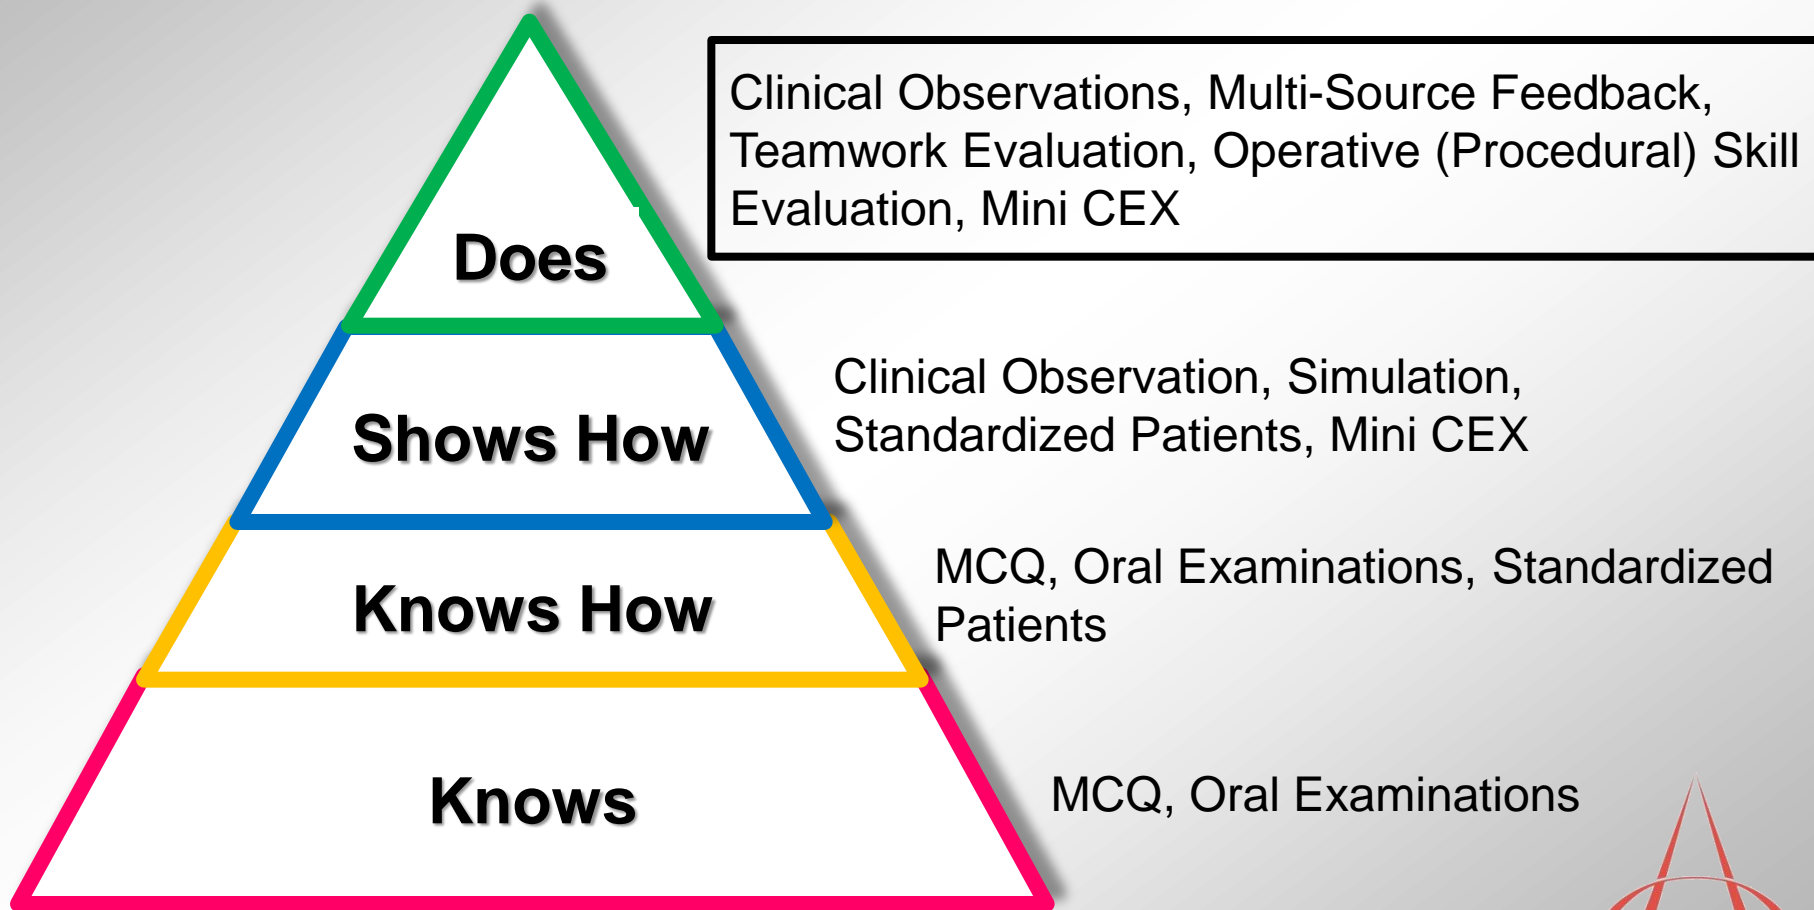 Clinical Observations, Multi-Source Feedback,
Teamwork Evaluation, Operative (Procedural) Skill
Evaluation, Mini CEX
Does
Clinical Observation, Simulation,
Standardized Patients, Mini CEX
Shows How
MCQ, Oral Examinations, Standardized
Patients
Knows How
MCQ, Oral Examinations
Knows